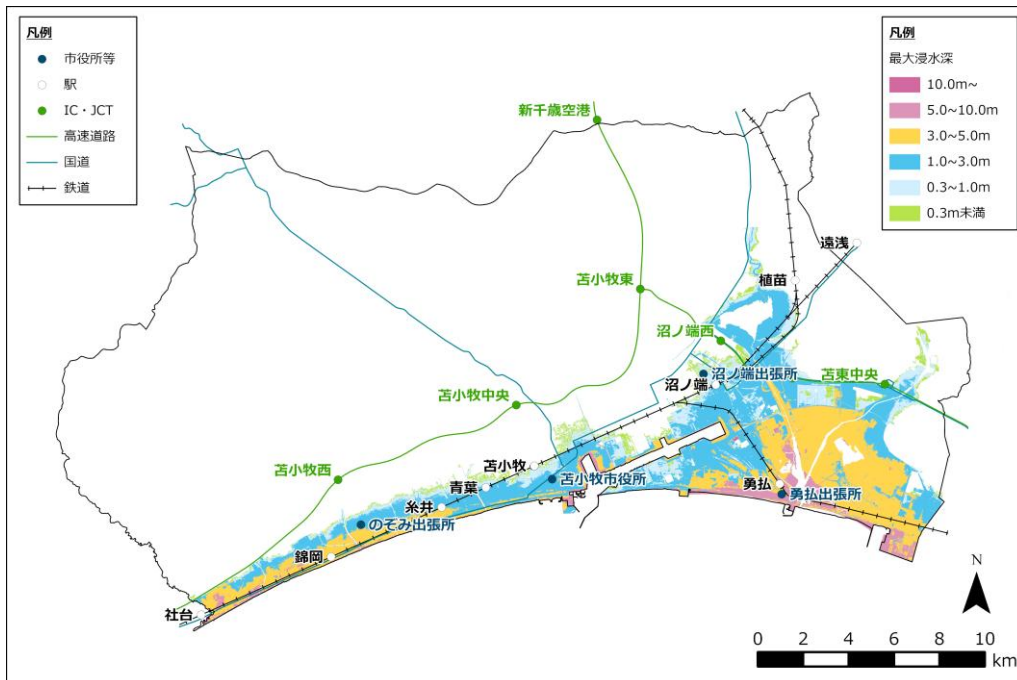 凡例
市役所等
駅
IC・JCT
高速道路
国道
鉄道
凡例
最大浸水深
10.0m~
5.0~10.0m
3.0~5.0m
1.0~3.0m
0.3~1.0m
0.3m未満
新千歳空港
遠浅
植苗
苫小牧東
沼ノ端西
沼ノ端出張所
沼ノ端
苫東中央
苫小牧中央
苫小牧西
苫小牧
苫小牧市役所
青葉
勇払
勇払出張所
糸井
のぞみ出張所
錦岡
社台
N
0 2 4 6 8 10
km